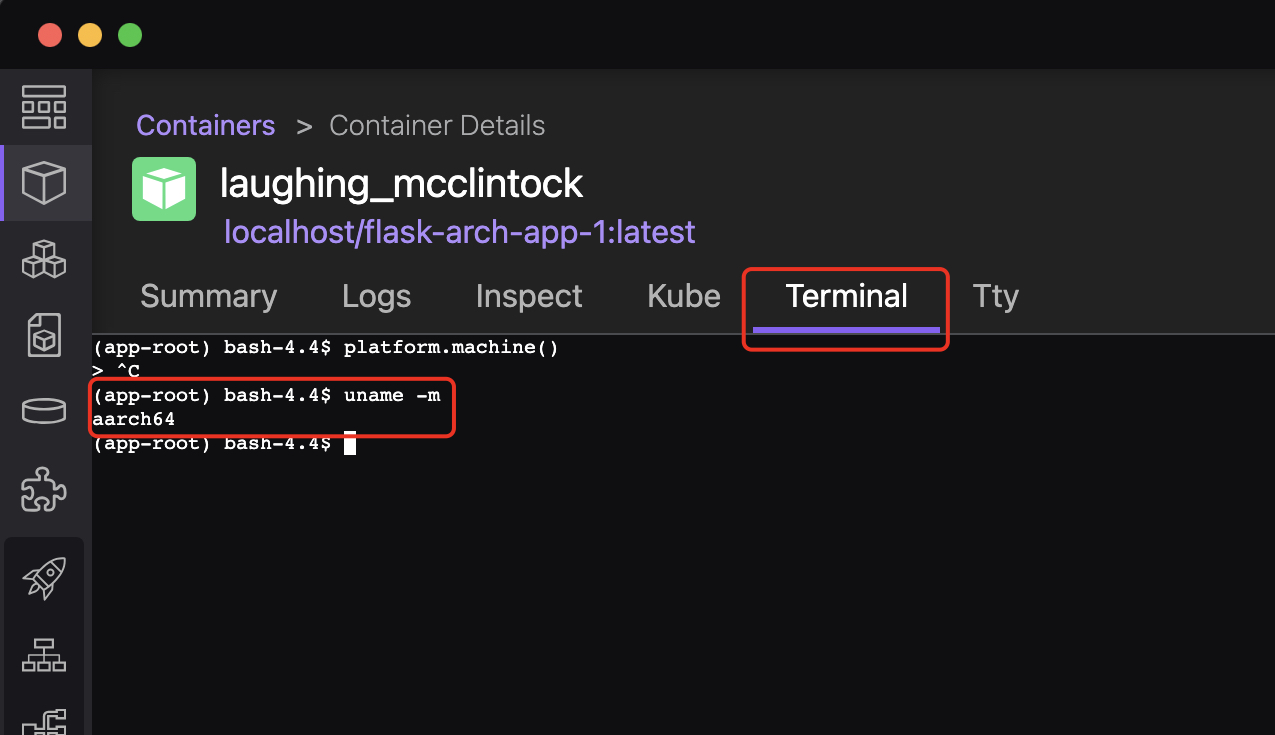 Containers > Container Details
laughing_mcclintock
localhost/flask-arch-app-1:latest
Summary Logs Inspect Kube Terminal Tty
(app-root) bash-4.4$ platform.machine()
> ^C
(app-root) bash-4.4$ uname -m
aarch64
(app-root) bash-4.4$